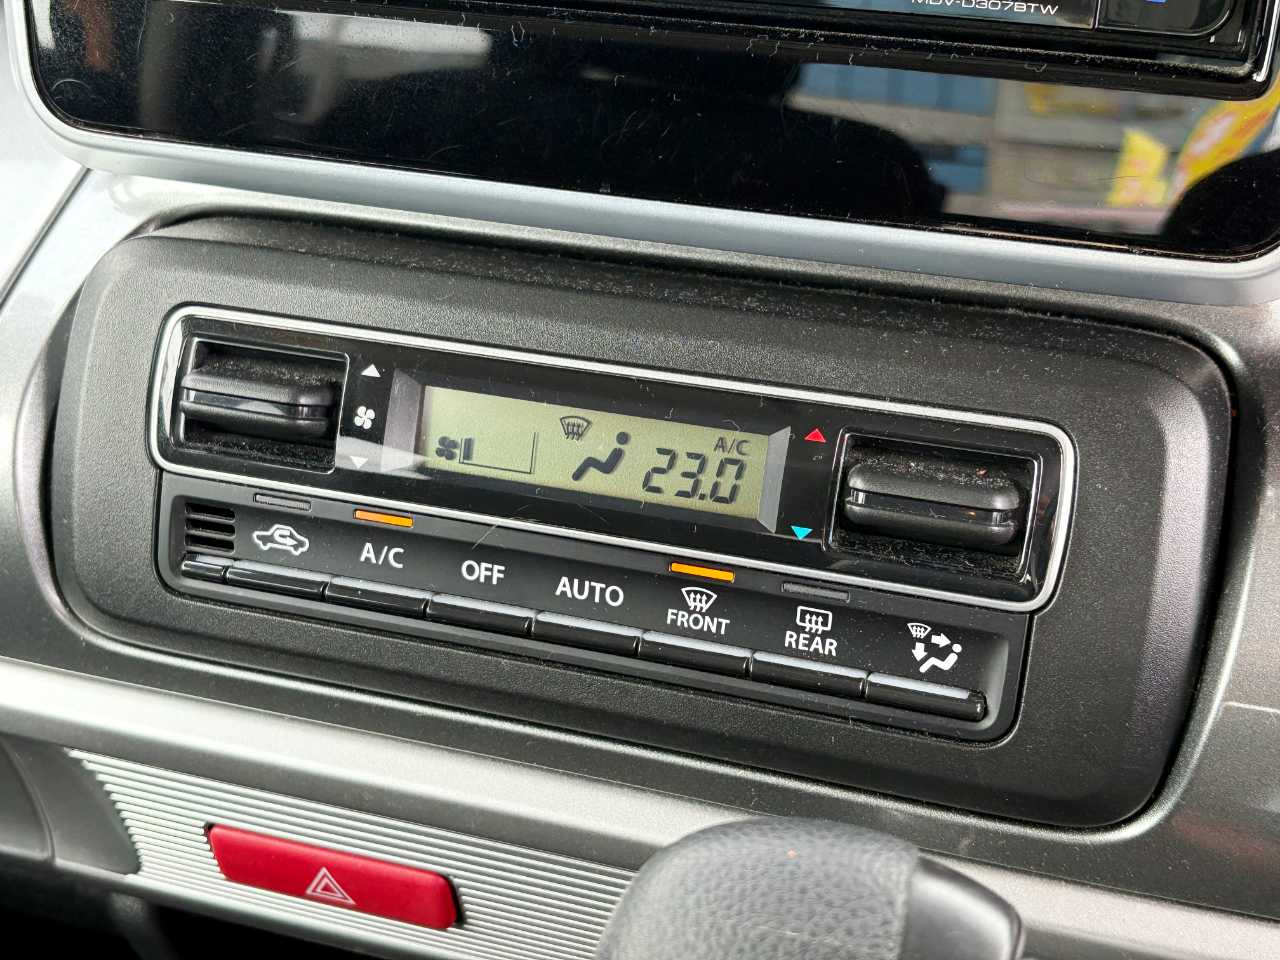 MDV-D307BTW
A/C
23.0
A/C
OFF
AUTO
FRONT
REAR